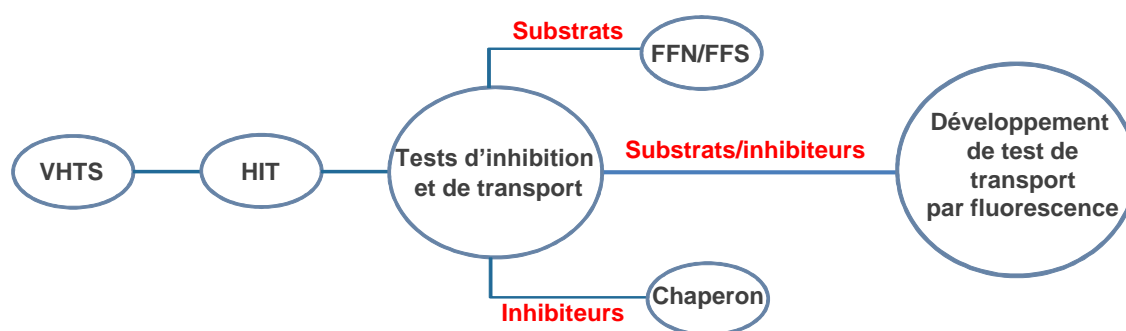 Substrats
FFN/FFS
VHTS
HIT
Tests d’inhibition
et de transport
Substrats/inhibiteurs
Développement
de test de
transport
par fluorescence
Inhibiteurs
Chaperon